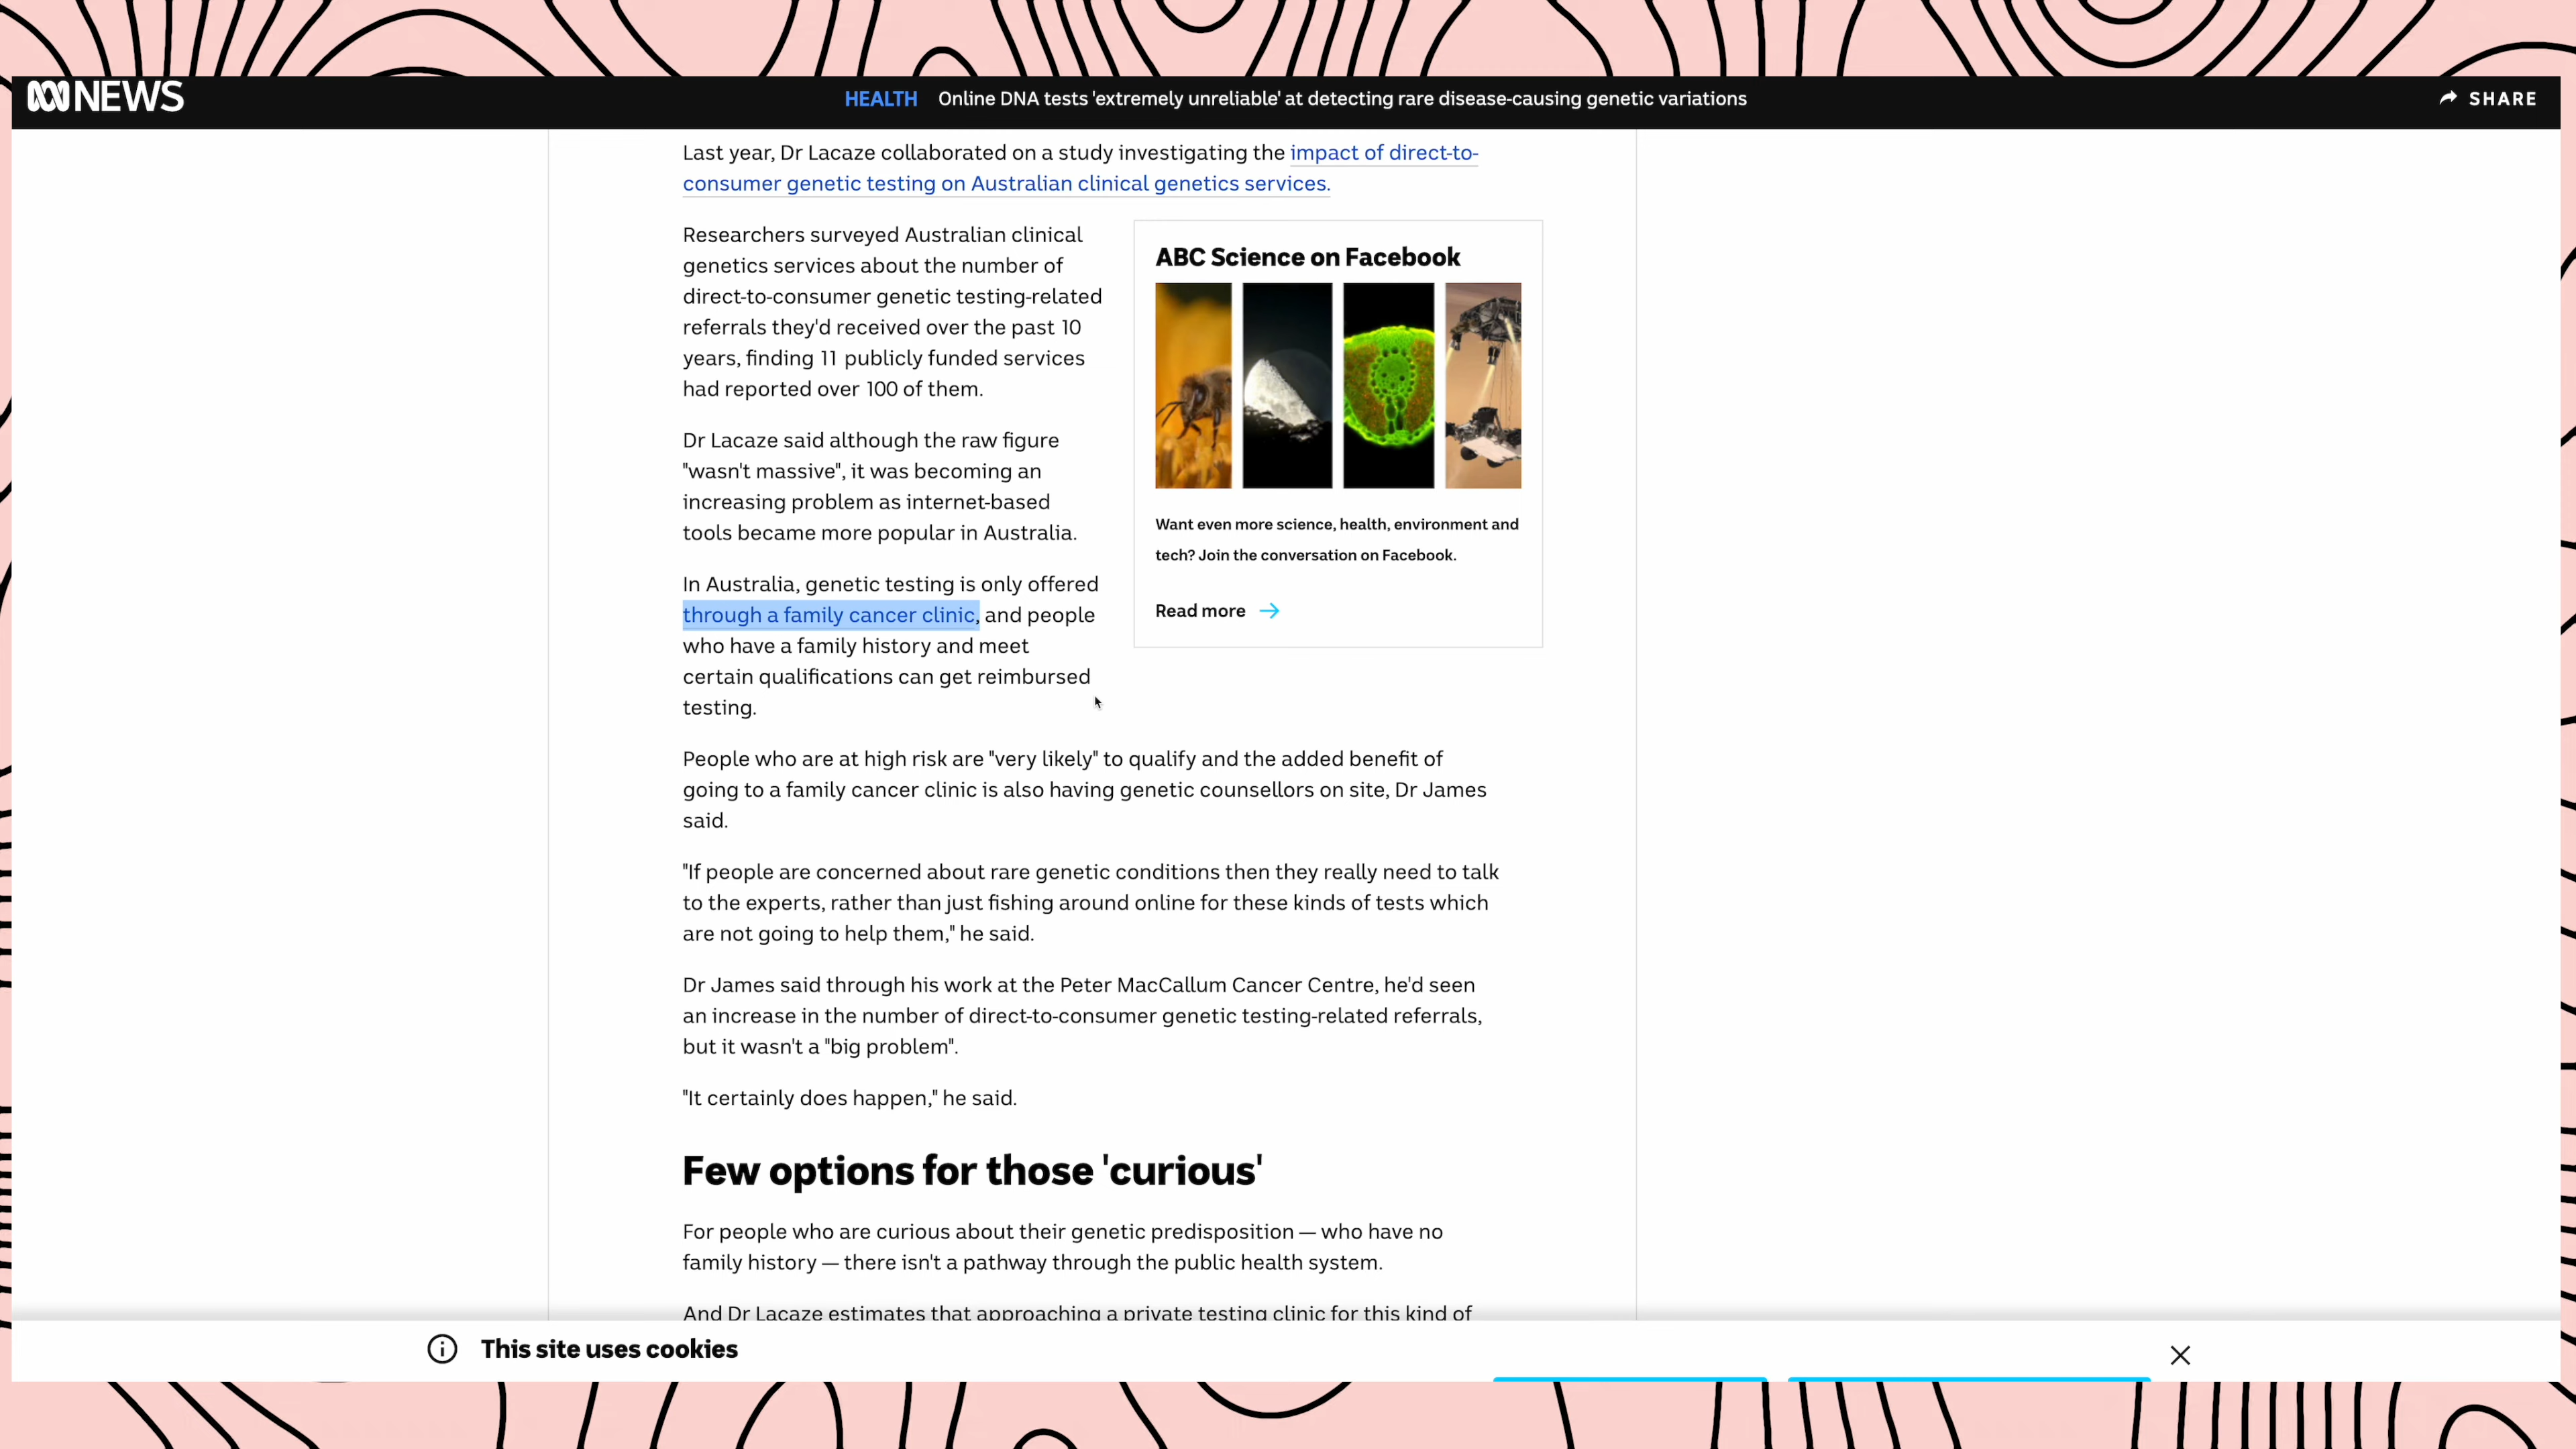 NEWS
HEALTH Online DNA tests 'extremely unreliable' at detecting rare disease-causing genetic variations
SHARE
Last year, Dr Lacaze collaborated on a study investigating the impact of direct-to-
consumer genetic testing on Australian clinical genetics services.
Researchers surveyed Australian clinical
genetics services about the number of
direct-to-consumer genetic testing-related
referrals they'd received over the past 10
years, finding 11 publicly funded services
had reported over 100 of them.
Dr Lacaze said although the raw figure
"wasn't massive", it was becoming an
increasing problem as internet-based
tools became more popular in Australia.
In Australia, genetic testing is only offered
through a family cancer clinic, and people
who have a family history and meet
certain qualifications can get reimbursed
testing.
ABC Science on Facebook
Want even more science, health, environment and
tech? Join the conversation on Facebook.
Read more
People who are at high risk are "very likely" to qualify and the added benefit of
going to a family cancer clinic is also having genetic counsellors on site, Dr James
said.
"If people are concerned about rare genetic conditions then they really need to talk
to the experts, rather than just fishing around online for these kinds of tests which
are not going to help them," he said.
Dr James said through his work at the Peter MacCallum Cancer Centre, he'd seen
an increase in the number of direct-to-consumer genetic testing-related referrals,
but it wasn't a "big problem".
"It certainly does happen," he said.
Few options for those 'curious'
For people who are curious about their genetic predisposition — who have no
family history — there isn't a pathway through the public health system.
And Dr Lacaze estimates that approaching a private testing clinic for this kind of
This site uses cookies